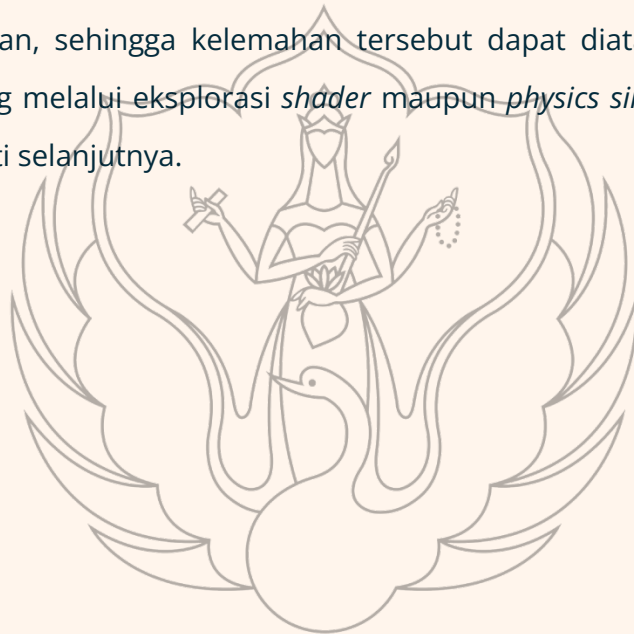 an, sehingga kelemahan tersebut dapat diat
g melalui eksplorasi shader maupun physics si
ti selanjutnya.